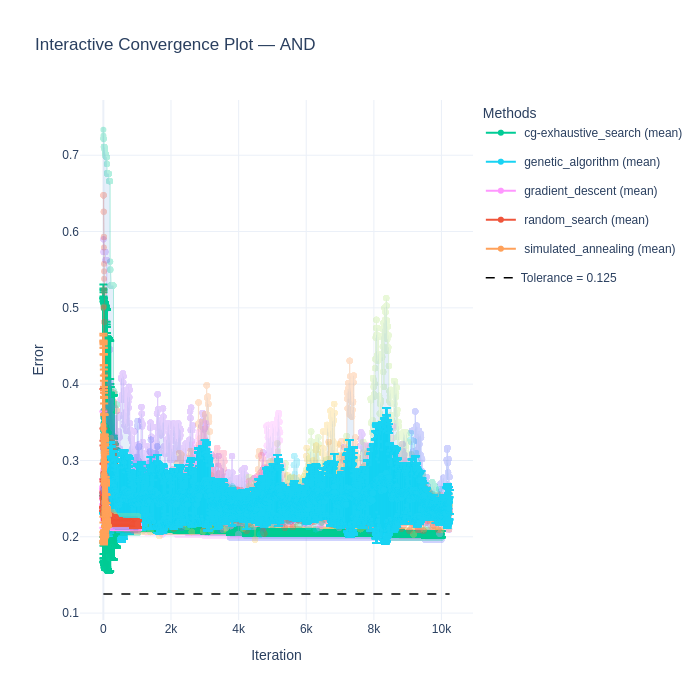 Interactive Convergence Plot — AND
Methods
cg-exhaustive_search (mean)
genetic_algorithm (mean)
gradient_descent (mean)
random_search (mean)
simulated_annealing (mean)
Tolerance = 0.125
Error
0.7
0.6
0.5
0.4
0.3
0.2
0.1
0 2k 4k 6k 8k 10k
Iteration